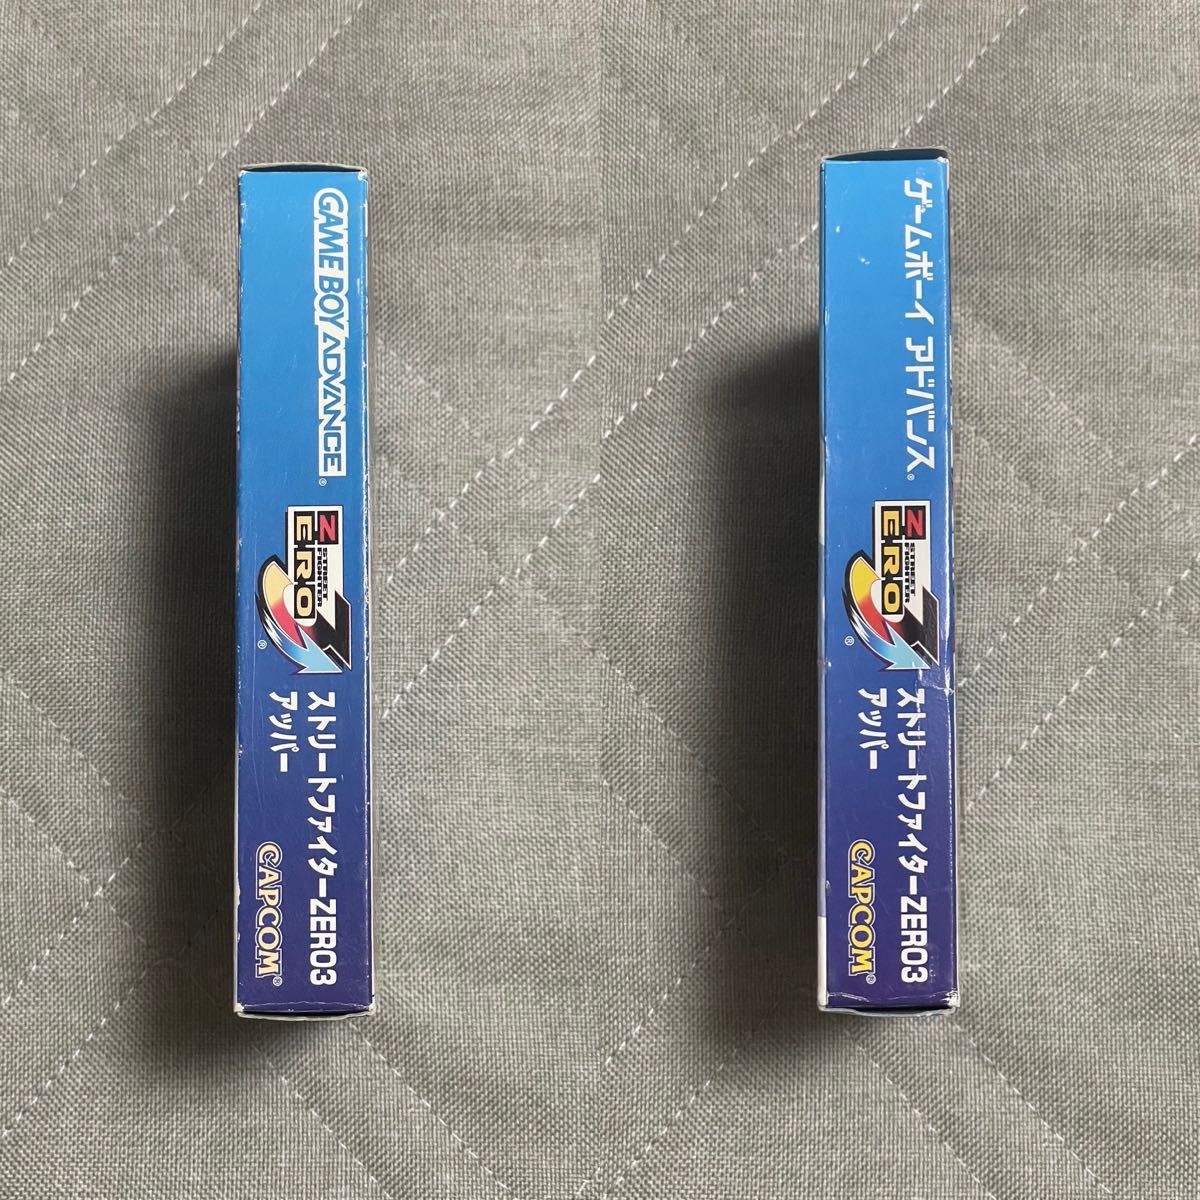 GAME BOY ADVANCE®
STREET
FIGHTER
ZERO
®
ストリートファイターZERO3
アッパー
CAPCOM®
ゲームボーイ アドバンス®
STREET
FIGHTER
ZERO
®
ストリートファイターZERO3
アッパー
CAPCOM®